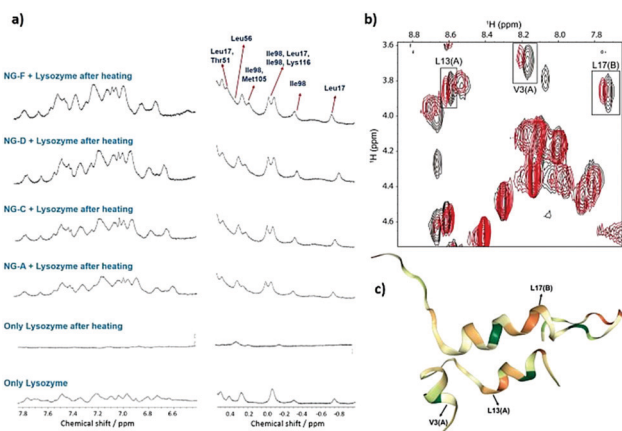 a)
Leu56
Leu17,
Thr51
Ile98,
Met105
Ile98, Leu17,
Ile98, Lys116
Ile98
Leu17
NG-F + Lysozyme after heating
NG-D + Lysozyme after heating
NG-C + Lysozyme after heating
NG-A + Lysozyme after heating
Only Lysozyme after heating
Only Lysozyme
7.8 7.6 7.4 7.2 7.0 6.8 6.6
Chemical shift / ppm
0.4 0.2 -0.0 -0.2 -0.4 -0.6 -0.8
Chemical shift / ppm
b)
¹H (ppm)
8.8 8.6 8.4 8.2 8.0 7.8
3.6
3.8
4.0
4.2
4.4
4.6
¹H (ppm)
L13(A)
V3(A)
L17(B)
c)
L17(B)
V3(A)
L13(A)